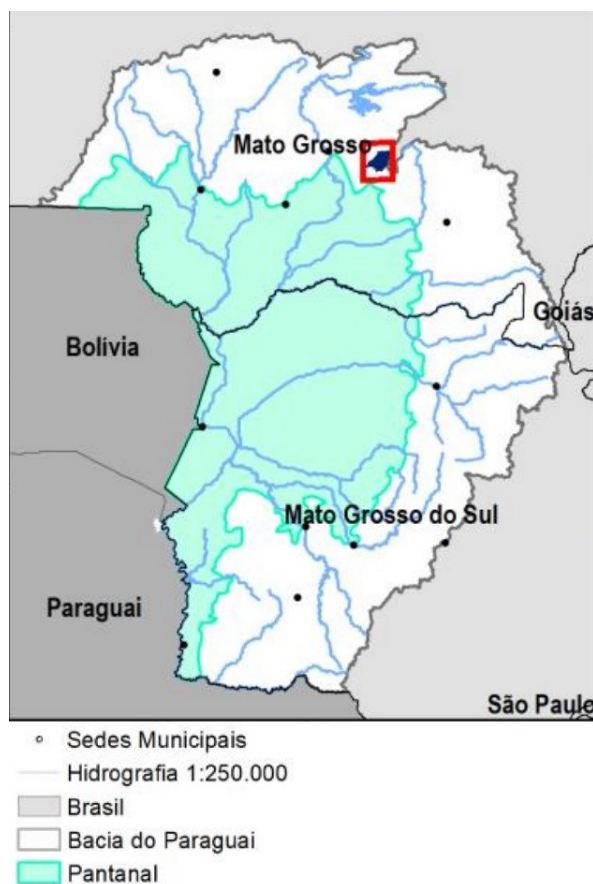 Mato Grosso
Goiás
Bolívia
Mato Grosso do Sul
Paraguai
São Paulo
Sedes Municipais
Hidrografia 1:250.000
Brasil
Bacia do Paraguai
Pantanal